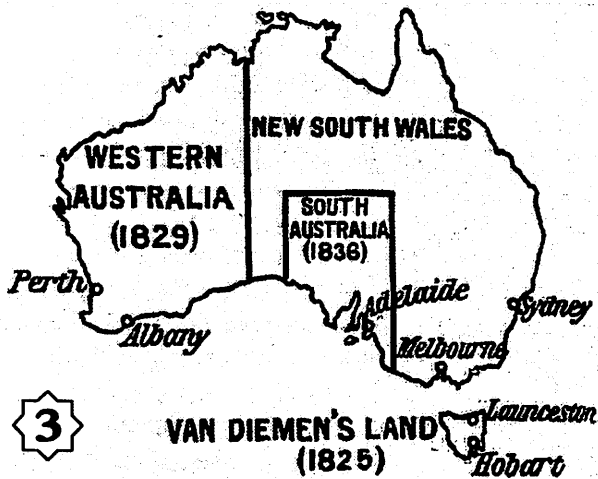 NEW SOUTH WALES
WESTERN
AUSTRALIA
(1829)
SOUTH
AUSTRALIA
(1836)
Perth
Albany
Adelaide
Sydney
Melbourne
3
VAN DIEMEN'S LAND
(1825)
Launceston
Hobart